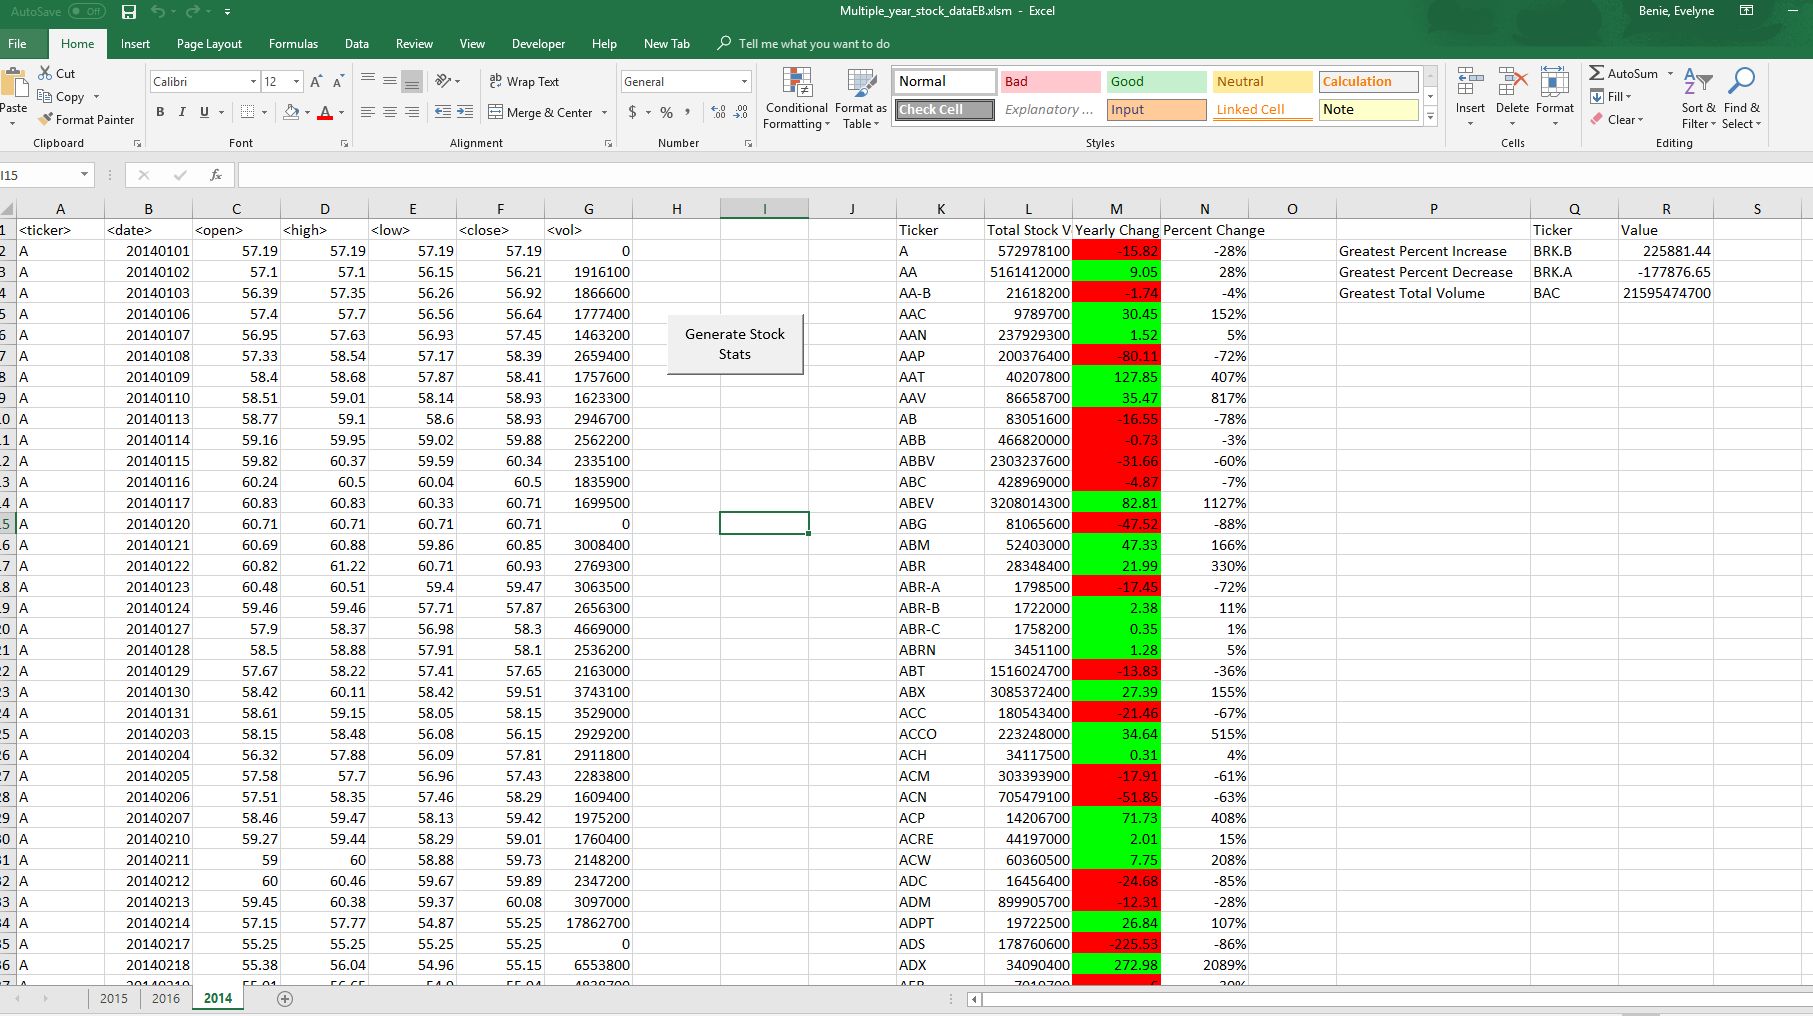 AutoSave Off Multiple_year_stock_dataEB.xlsm - Excel Benie, Evelyne
File Home Insert Page Layout Formulas Data Review View Developer Help New Tab Tell me what you want to do
Paste Cut Copy Format Painter
Calibri 12 A A B I U A
ab Wrap Text Merge & Center
General $ % , .00 .00
Conditional Formatting Format as Table
Normal Bad Good Neutral Calculation
Check Cell Explanatory ... Input Linked Cell Note
Insert Delete Format
AutoSum Fill Clear Sort & Filter Find & Select
Clipboard Font Alignment Number Styles Cells Editing
I15 fx
A B C D E F G H I J K L M N O P Q R S
1 <ticker> <date> <open> <high> <low> <close> <vol> Ticker Total Stock V Yearly Chang Percent Change Ticker Value
2 A 20140101 57.19 57.19 57.19 57.19 0 A 572978100 -15.82 -28% Greatest Percent Increase BRK.B 225881.44
3 A 20140102 57.1 57.1 56.15 56.21 1916100 AA 5161412000 9.05 28% Greatest Percent Decrease BRK.A -177876.65
4 A 20140103 56.39 57.35 56.26 56.92 1866600 AA-B 21618200 -1.74 -4% Greatest Total Volume BAC 21595474700
5 A 20140106 57.4 57.7 56.56 56.64 1777400 AAC 9789700 30.45 152%
6 A 20140107 56.95 57.63 56.93 57.45 1463200 AAN 237929300 1.52 5%
7 A 20140108 57.33 58.54 57.17 58.39 2659400 AAP 200376400 -80.11 -72%
8 A 20140109 58.4 58.68 57.87 58.41 1757600 AAT 40207800 127.85 407%
9 A 20140110 58.51 59.01 58.14 58.93 1623300 AAV 86658700 35.47 817%
10 A 20140113 58.77 59.1 58.6 58.93 2946700 AB 83051600 -16.55 -78%
11 A 20140114 59.16 59.95 59.02 59.88 2562200 ABB 466820000 -0.73 -3%
12 A 20140115 59.82 60.37 59.59 60.34 2335100 ABBV 2303237600 -31.66 -60%
13 A 20140116 60.24 60.5 60.04 60.5 1835900 ABC 428969000 -4.87 -7%
14 A 20140117 60.83 60.83 60.33 60.71 1699500 ABEV 3208014300 82.81 1127%
15 A 20140120 60.71 60.71 60.71 60.71 0 ABG 81065600 -47.52 -88%
16 A 20140121 60.69 60.88 59.86 60.85 3008400 ABM 52403000 47.33 166%
17 A 20140122 60.82 61.22 60.71 60.93 2769300 ABR 28348400 21.99 330%
18 A 20140123 60.48 60.51 59.4 59.47 3063500 ABR-A 1798500 -17.45 -72%
19 A 20140124 59.46 59.46 57.71 57.87 2656300 ABR-B 1722000 2.38 11%
20 A 20140127 57.9 58.37 56.98 58.3 4669000 ABR-C 1758200 0.35 1%
21 A 20140128 58.5 58.88 57.91 58.1 2536200 ABRN 3451100 1.28 5%
22 A 20140129 57.67 58.22 57.41 57.65 2163000 ABT 1516024700 -13.83 -36%
23 A 20140130 58.42 60.11 58.42 59.51 3743100 ABX 3085372400 27.39 155%
24 A 20140131 58.61 59.15 58.05 58.15 3529000 ACC 180543400 -21.46 -67%
25 A 20140203 58.15 58.48 56.08 56.15 2929200 ACCO 223248000 34.64 515%
26 A 20140204 56.32 57.88 56.09 57.81 2911800 ACH 34117500 0.31 4%
27 A 20140205 57.58 57.7 56.96 57.43 2283800 ACM 303393900 -17.91 -61%
28 A 20140206 57.51 58.35 57.46 58.29 1609400 ACN 705479100 -51.85 -63%
29 A 20140207 58.46 59.47 58.13 59.42 1975200 ACP 14206700 71.73 408%
30 A 20140210 59.27 59.44 58.29 59.01 1760400 ACRE 44197000 2.01 15%
31 A 20140211 59 60 58.88 59.73 2148200 ACW 60360500 7.75 208%
32 A 20140212 60 60.46 59.67 59.89 2347200 ADC 16456400 -24.68 -85%
33 A 20140213 59.45 60.38 59.37 60.08 3097000 ADM 899905700 -12.31 -28%
34 A 20140214 57.15 57.77 54.87 55.25 17862700 ADPT 19722500 26.84 107%
35 A 20140217 55.25 55.25 55.25 55.25 0 ADS 178760600 -225.53 -86%
36 A 20140218 55.38 56.04 54.96 55.15 6553800 ADX 34090400 272.98 2089%
Generate Stock
Stats
2015 2016 2014